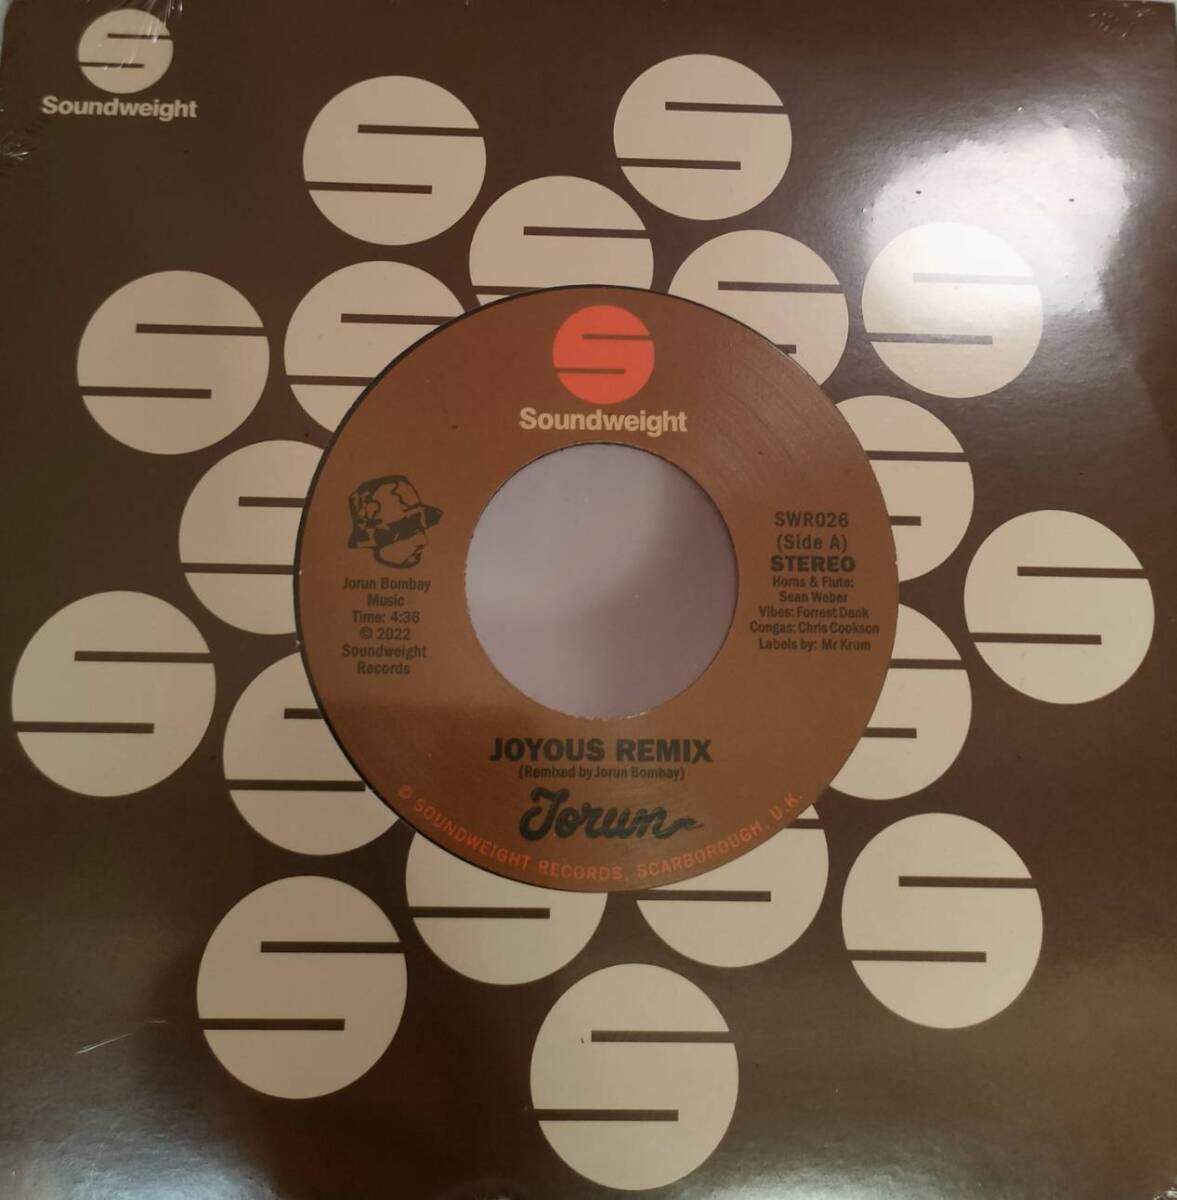 Soundweight
Soundweight
Jorun Bombay
Music
Time: 4:36
© 2022
Soundweight
Records
SWR026
(Side A)
STEREO
Horns & Flute:
Sean Weber
Vibes: Forrest Dank
Congas: Chris Cookson
Labels by: Mr Krum
JOYOUS REMIX
(Remixed by Jorun Bombay)
Jorun
© SOUNDWEIGHT RECORDS, SCARBOROUGH, U.K.